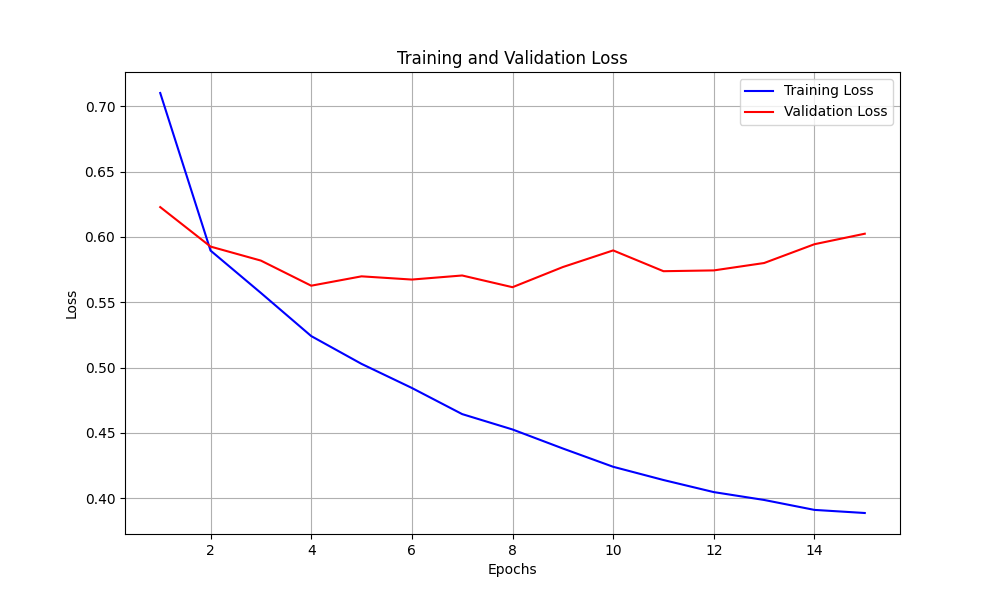 Training and Validation Loss
Training Loss
Validation Loss
0.70
0.65
0.60
0.55
0.50
0.45
0.40
Loss
2 4 6 8 10 12 14
Epochs